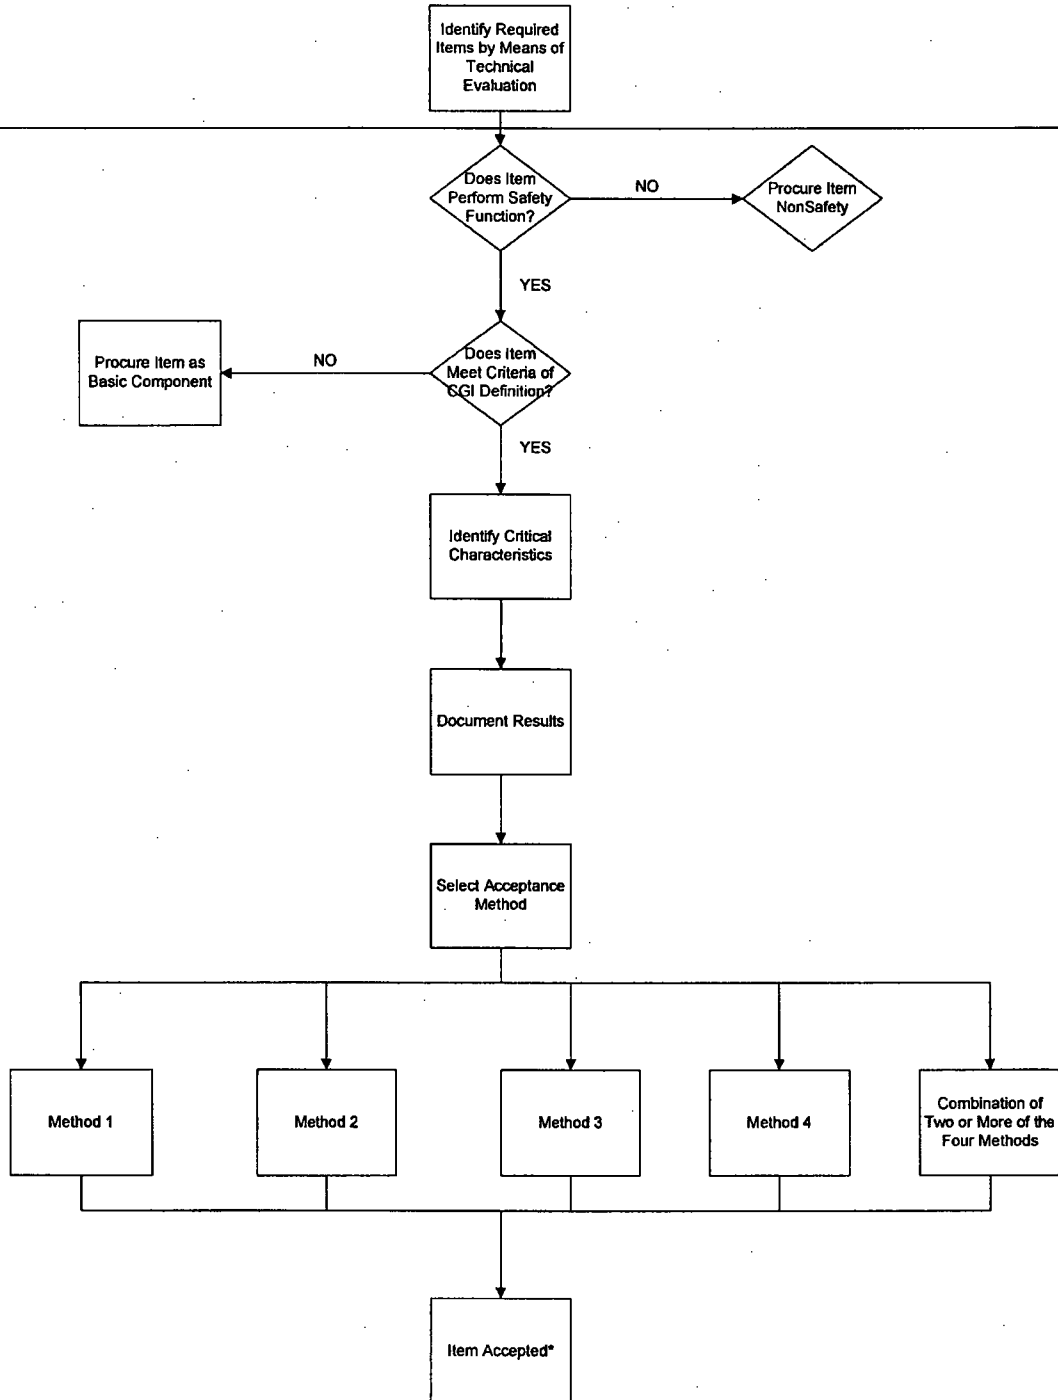 Identify Required
Items by Means of
Technical
Evaluation
Does Item
Perform Safety
Function?
NO
Procure Item
NonSafety
YES
Procure Item as
Basic Component
NO
Does Item
Meet Criteria of
CGI Definition?
YES
Identify Critical
Characteristics
Document Results
Select Acceptance
Method
Method 1
Method 2
Method 3
Method 4
Combination of
Two or More of the
Four Methods
Item Accepted*